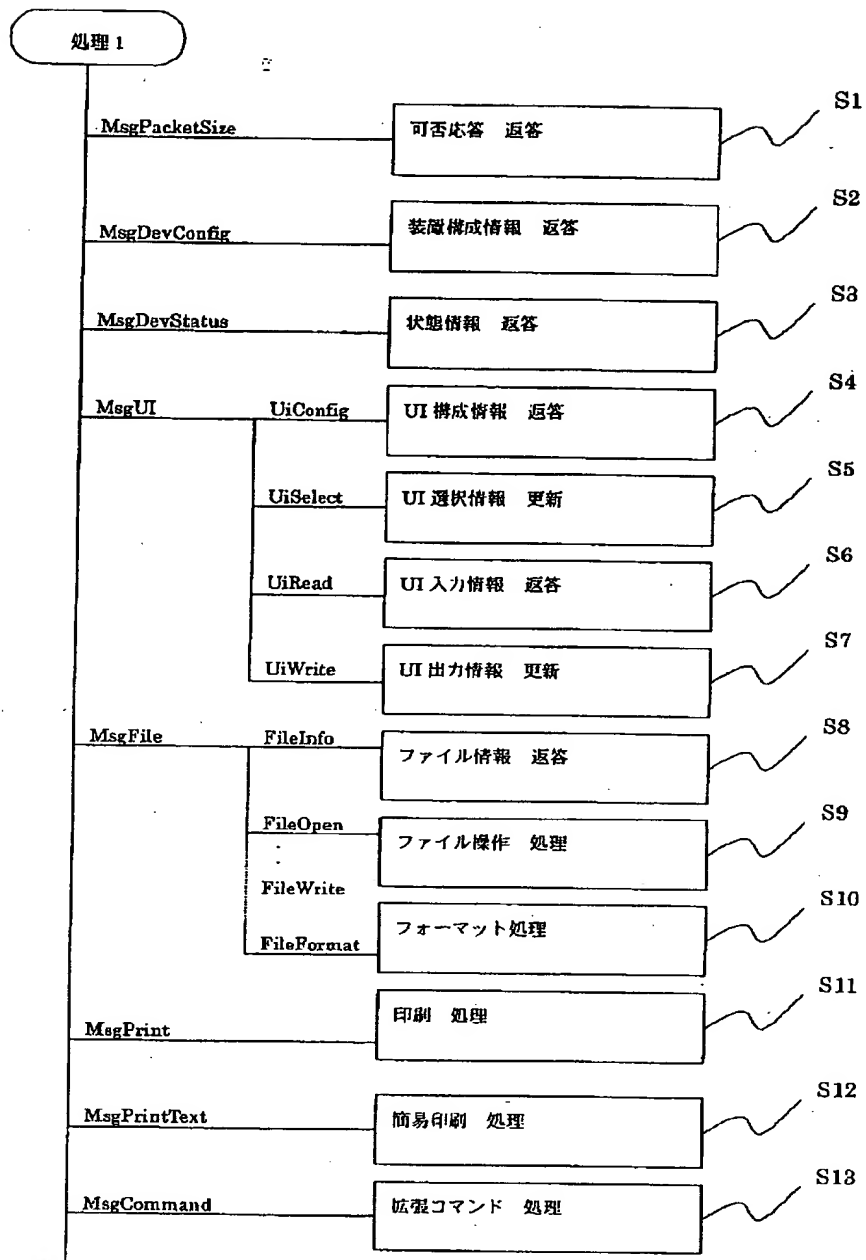 処理 1
MsgPacketSize 可否応答 返答 S1
MsgDevConfig 装置構成情報 返答 S2
MsgDevStatus 状態情報 返答 S3
MsgUI UiConfig UI 構成情報 返答 S4
UiSelect UI 選択情報 更新 S5
UiRead UI 入力情報 返答 S6
UiWrite UI 出力情報 更新 S7
MsgFile FileInfo ファイル情報 返答 S8
FileOpen ファイル操作 処理 S9
:
FileWrite
FileFormat フォーマット処理 S10
MsgPrint 印刷 処理 S11
MsgPrintText 簡易印刷 処理 S12
MsgCommand 拡張コマンド 処理 S13